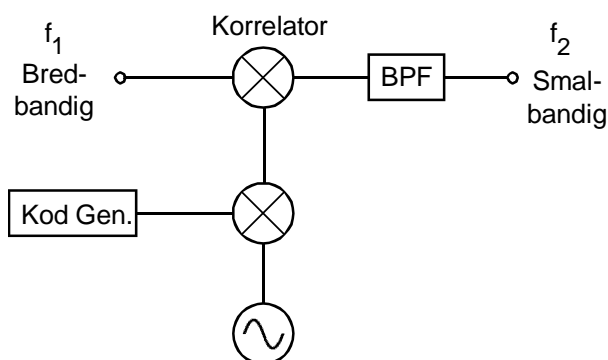 Korrelator
f1
Bred-
bandig
BPF
f2
Smal-
bandig
Kod Gen.